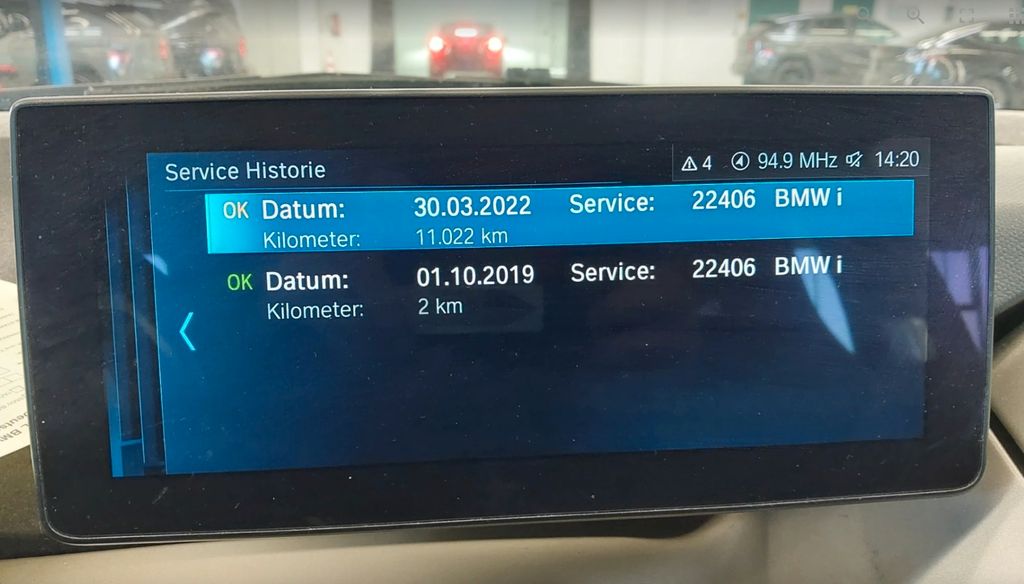 Service Historie
4 94.9 MHz 14:20
OK Datum: 30.03.2022 Service: 22406 BMW i
Kilometer: 11.022 km
OK Datum: 01.10.2019 Service: 22406 BMW i
Kilometer: 2 km